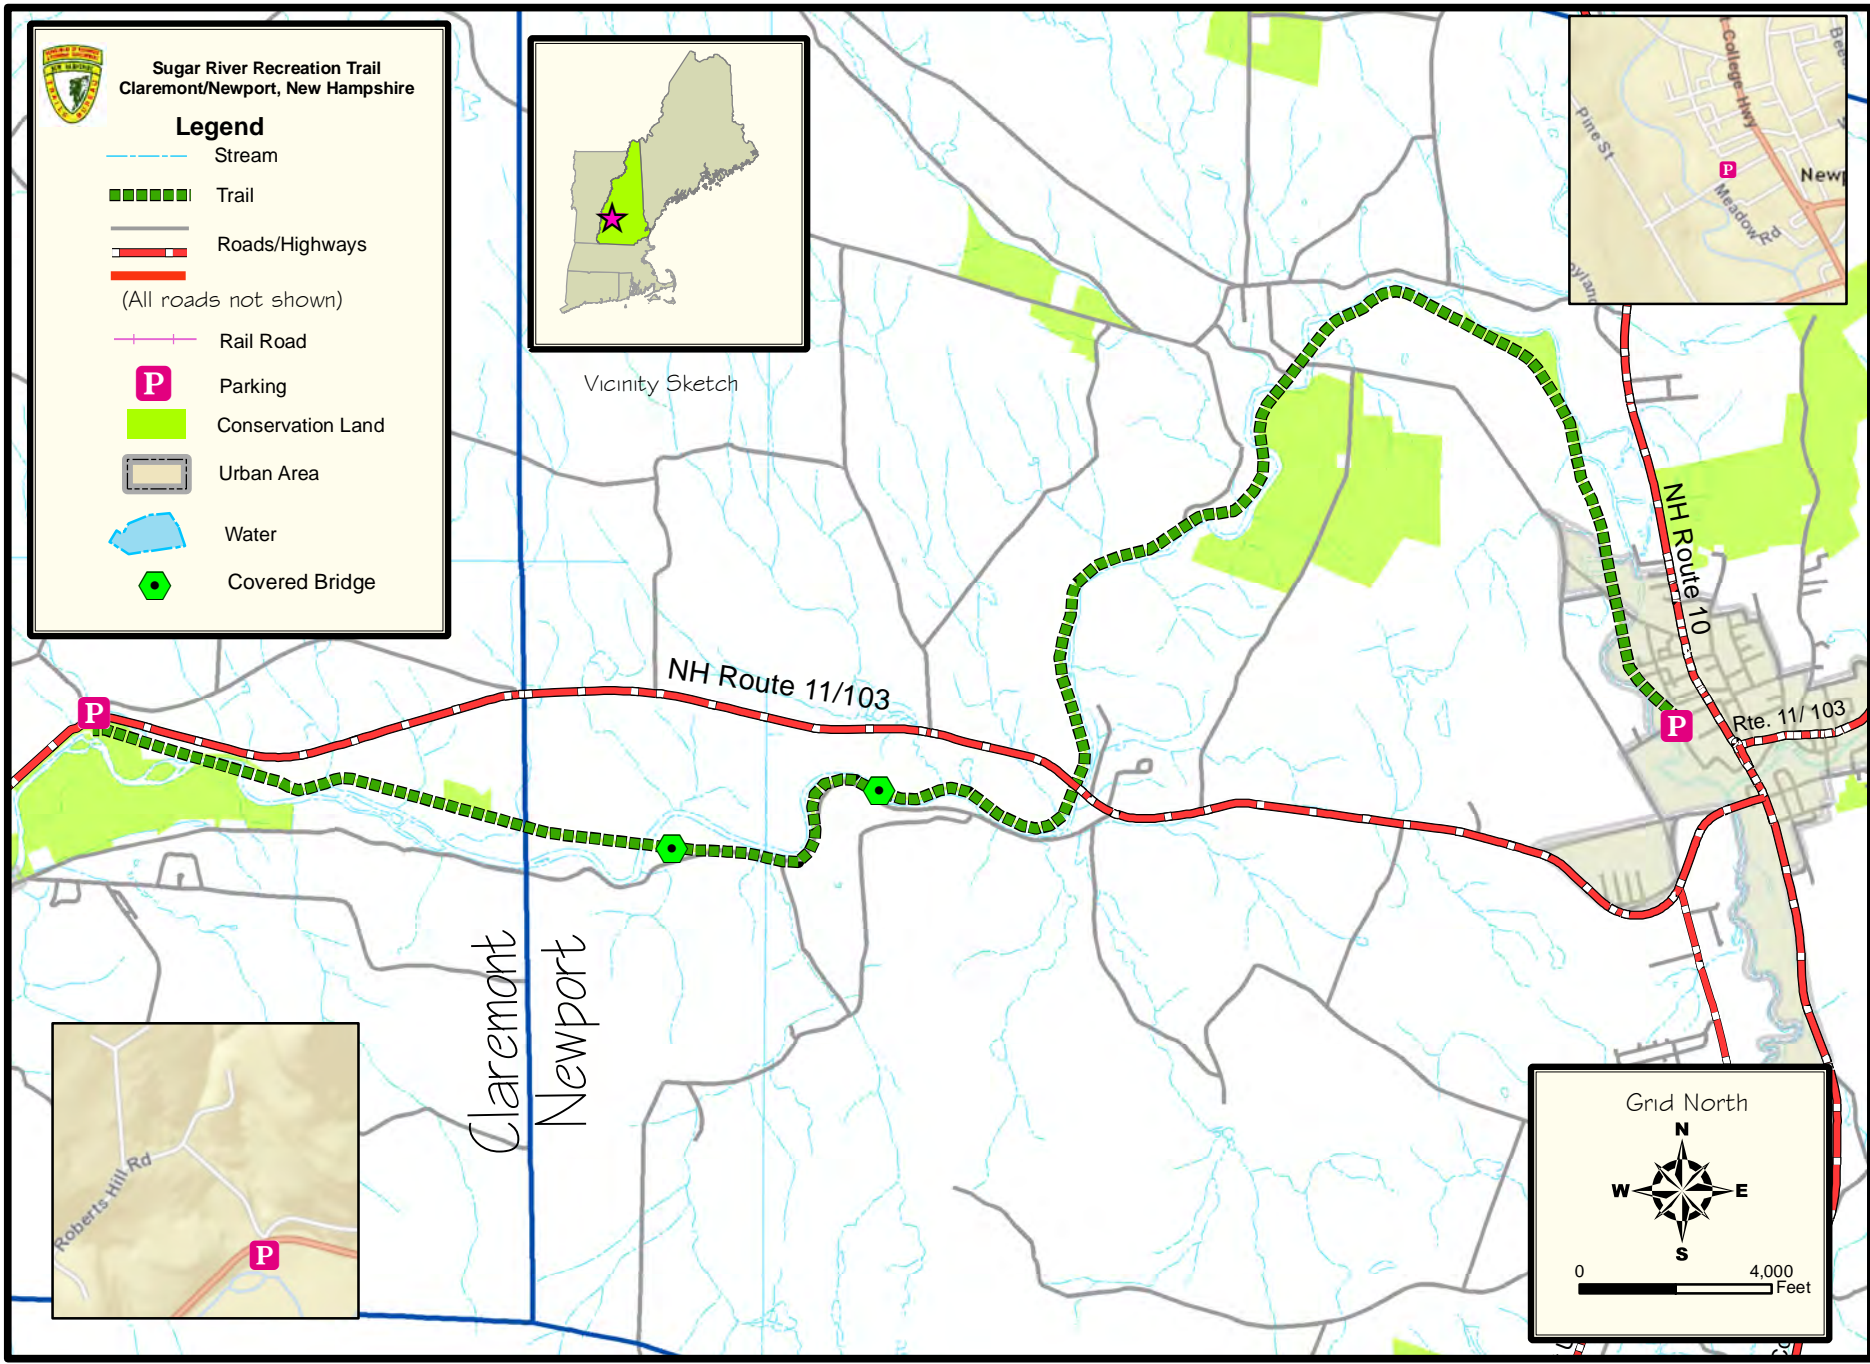 Sugar River Recreation Trail
Claremont/Newport, New Hampshire
Legend
Stream
Trail
Roads/Highways
(All roads not shown)
Rail Road
P
Parking
Conservation Land
Urban Area
Water
Covered Bridge
Vicinity Sketch
College Hwy
Pine St
P
Newp
Meadow Rd
NH Route 10
NH Route 11/103
P
P
Rte. 11/ 103
Claremont
Newport
Roberts Hill Rd
P
Grid North
N
W
E
S
0
4,000
Feet